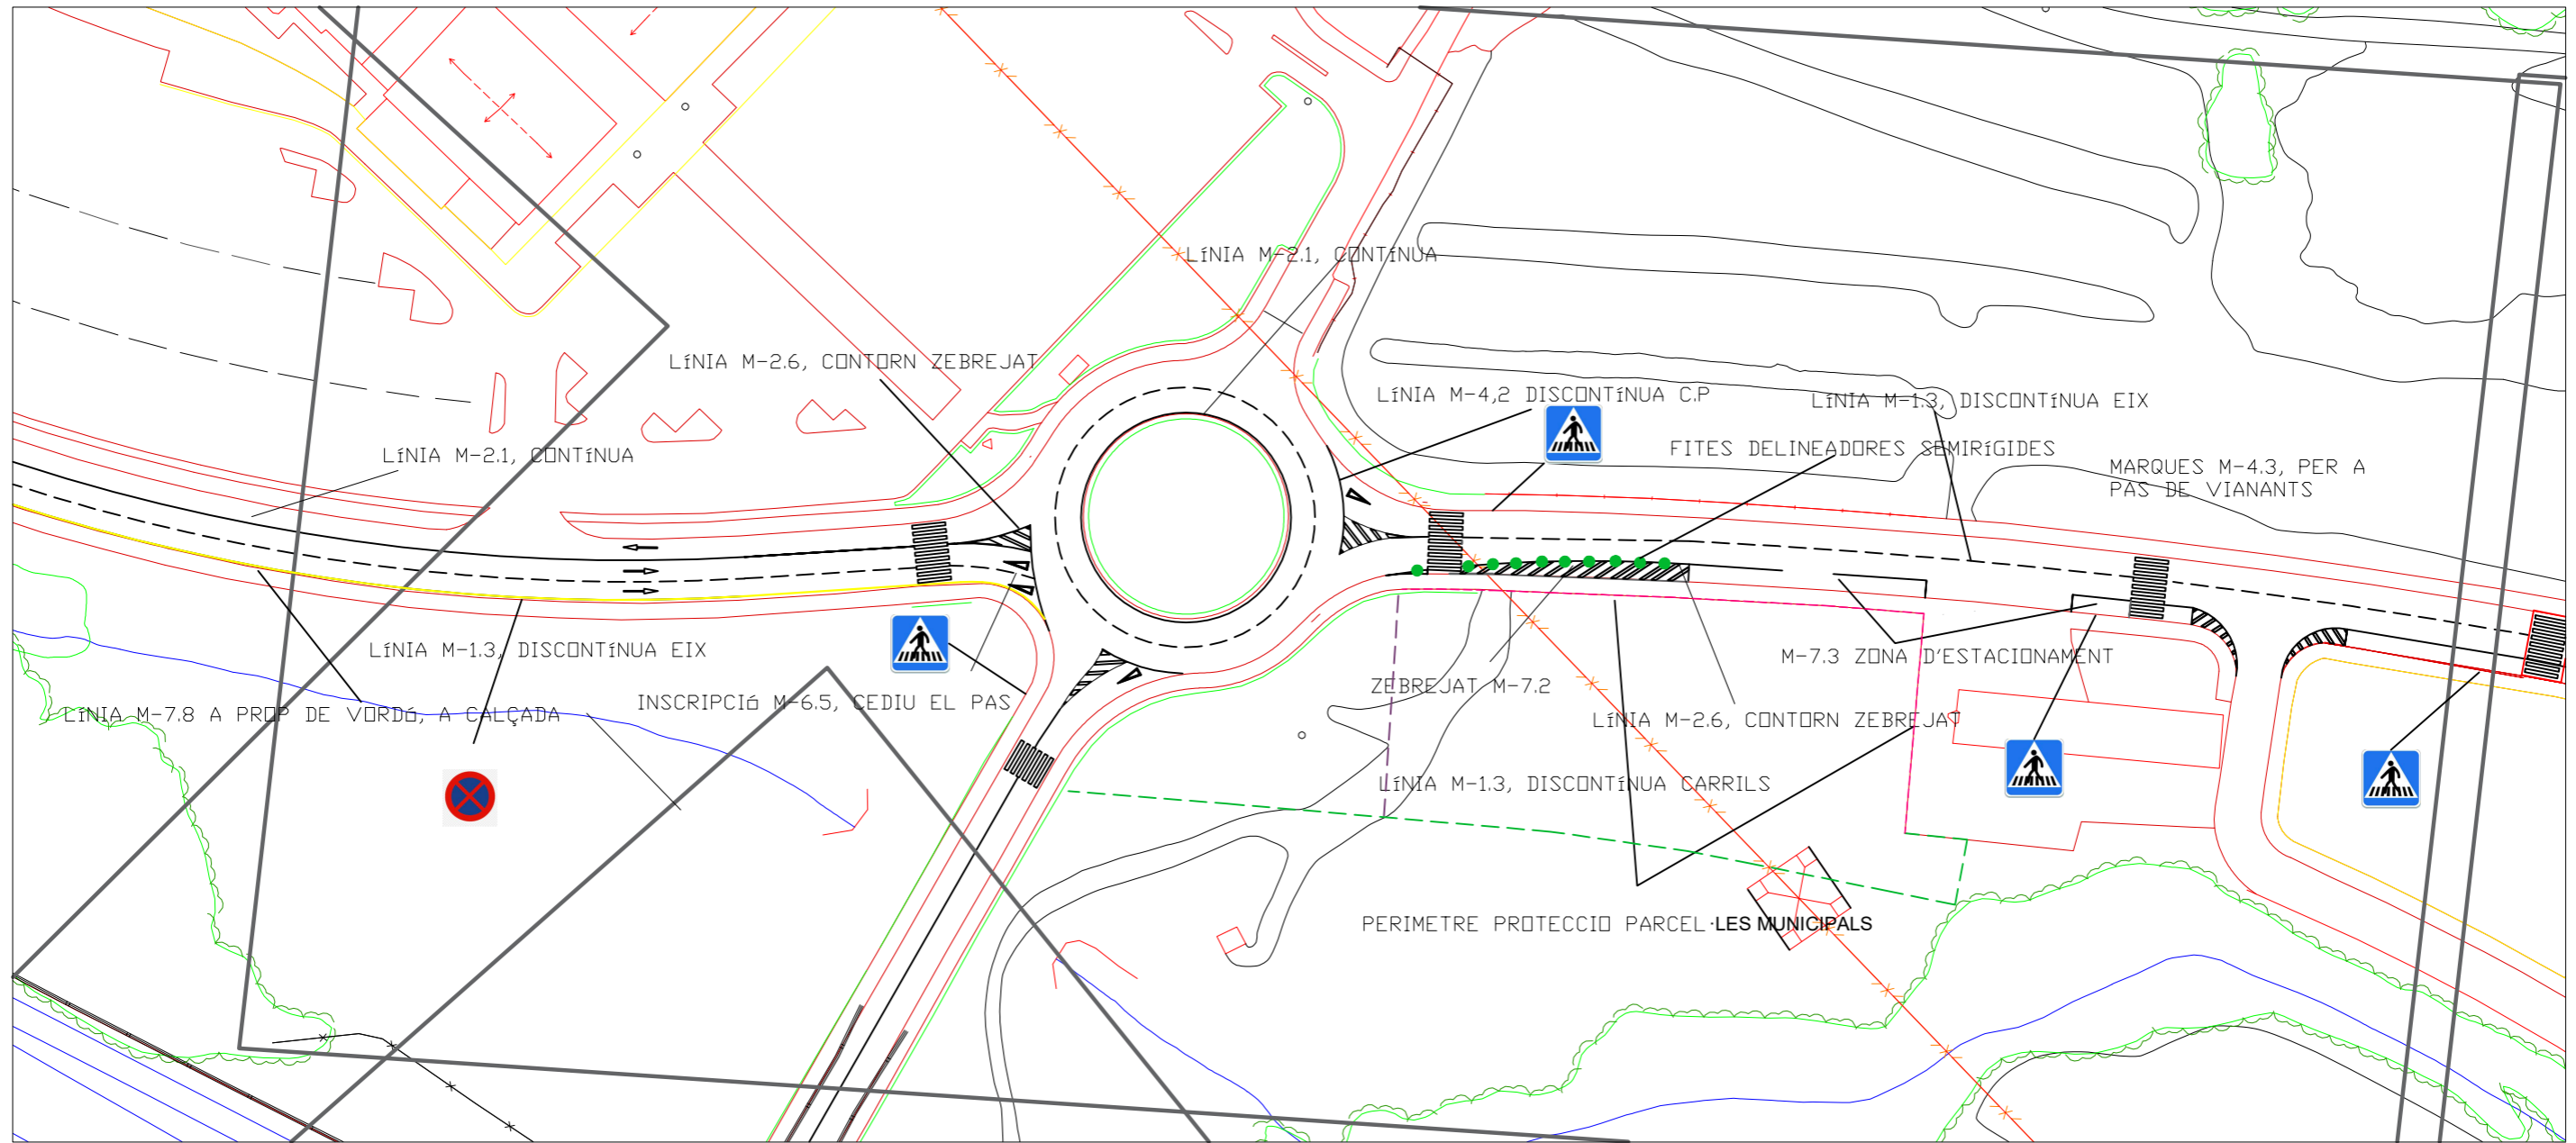 LíNIA M-2.1, CONTíNUA
LíNIA M-2.6, CONTORN ZEBREJAT
LíNIA M-4,2 DISCONTíNUA C.P
LíNIA M-1.3, DISCONTíNUA EIX
FITES DELINEADORES SEMIRíGIDES
LíNIA M-2.1, CONTíNUA
MARQUES M-4.3, PER A
PAS DE VIANANTS
LíNIA M-1.3, DISCONTíNUA EIX
M-7.3 ZONA D'ESTACIONAMENT
ZEBREJAT M-7.2
INSCRIPCIó M-6.5, CEDIU EL PAS
LíNIA M-7.8 A PROP DE VORDó, A CALÇADA
LíNIA M-2.6, CONTORN ZEBREJAT
LíNIA M-1.3, DISCONTíNUA CARRILS
PERIMETRE PROTECCIO PARCEL·LES MUNICIPALS